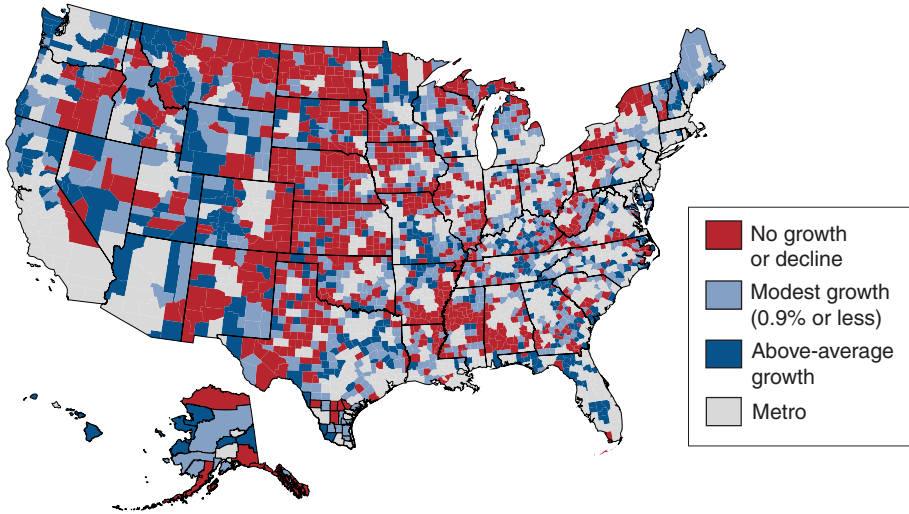 No growth
or decline
Modest growth
(0.9% or less)
Above-average
growth
Metro